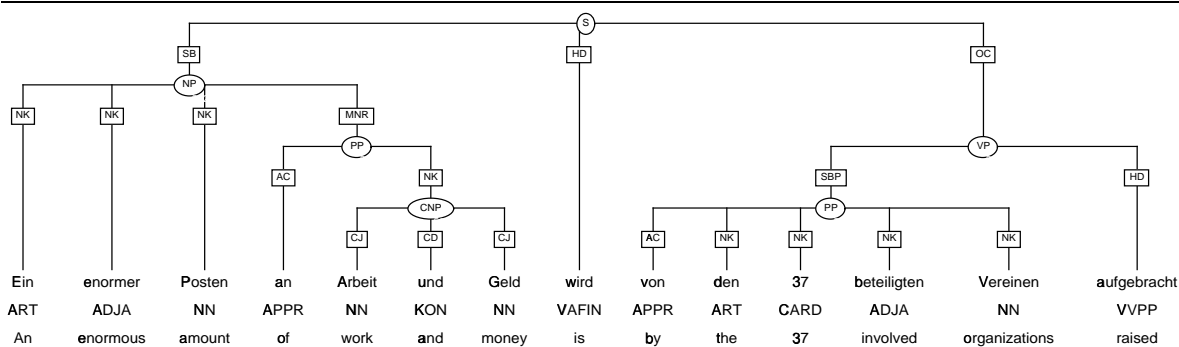 S
SB HD OC
NP
NK NK NK MNR
PP VP
AC NK SBP HD
CNP PP
CJ CD CJ AC NK NK NK NK
Ein enormer Posten an Arbeit und Geld wird von den 37 beteiligten Vereinen aufgebracht
ART ADJA NN APPR NN KON NN VAFIN APPR ART CARD ADJA NN VVPP
An enormous amount of work and money is by the 37 involved organizations raised